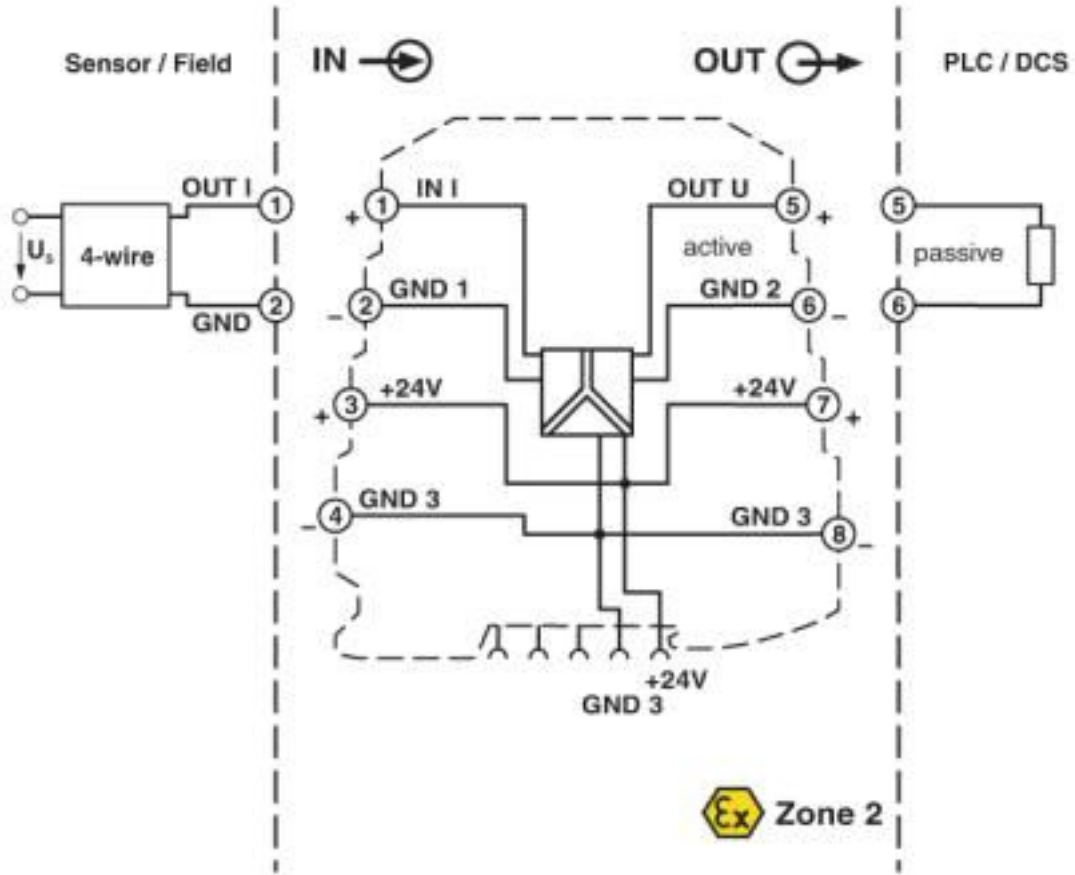 Sensor / Field
IN
OUT
PLC / DCS
OUT I
1
1
IN I
OUT U
5
5
+
+
Us
4-wire
active
passive
GND
2
2
GND 1
GND 2
6
6
–
–
3
+24V
+24V
7
+
+
4
GND 3
GND 3
8
–
–
+24V
GND 3
Ex
Zone 2